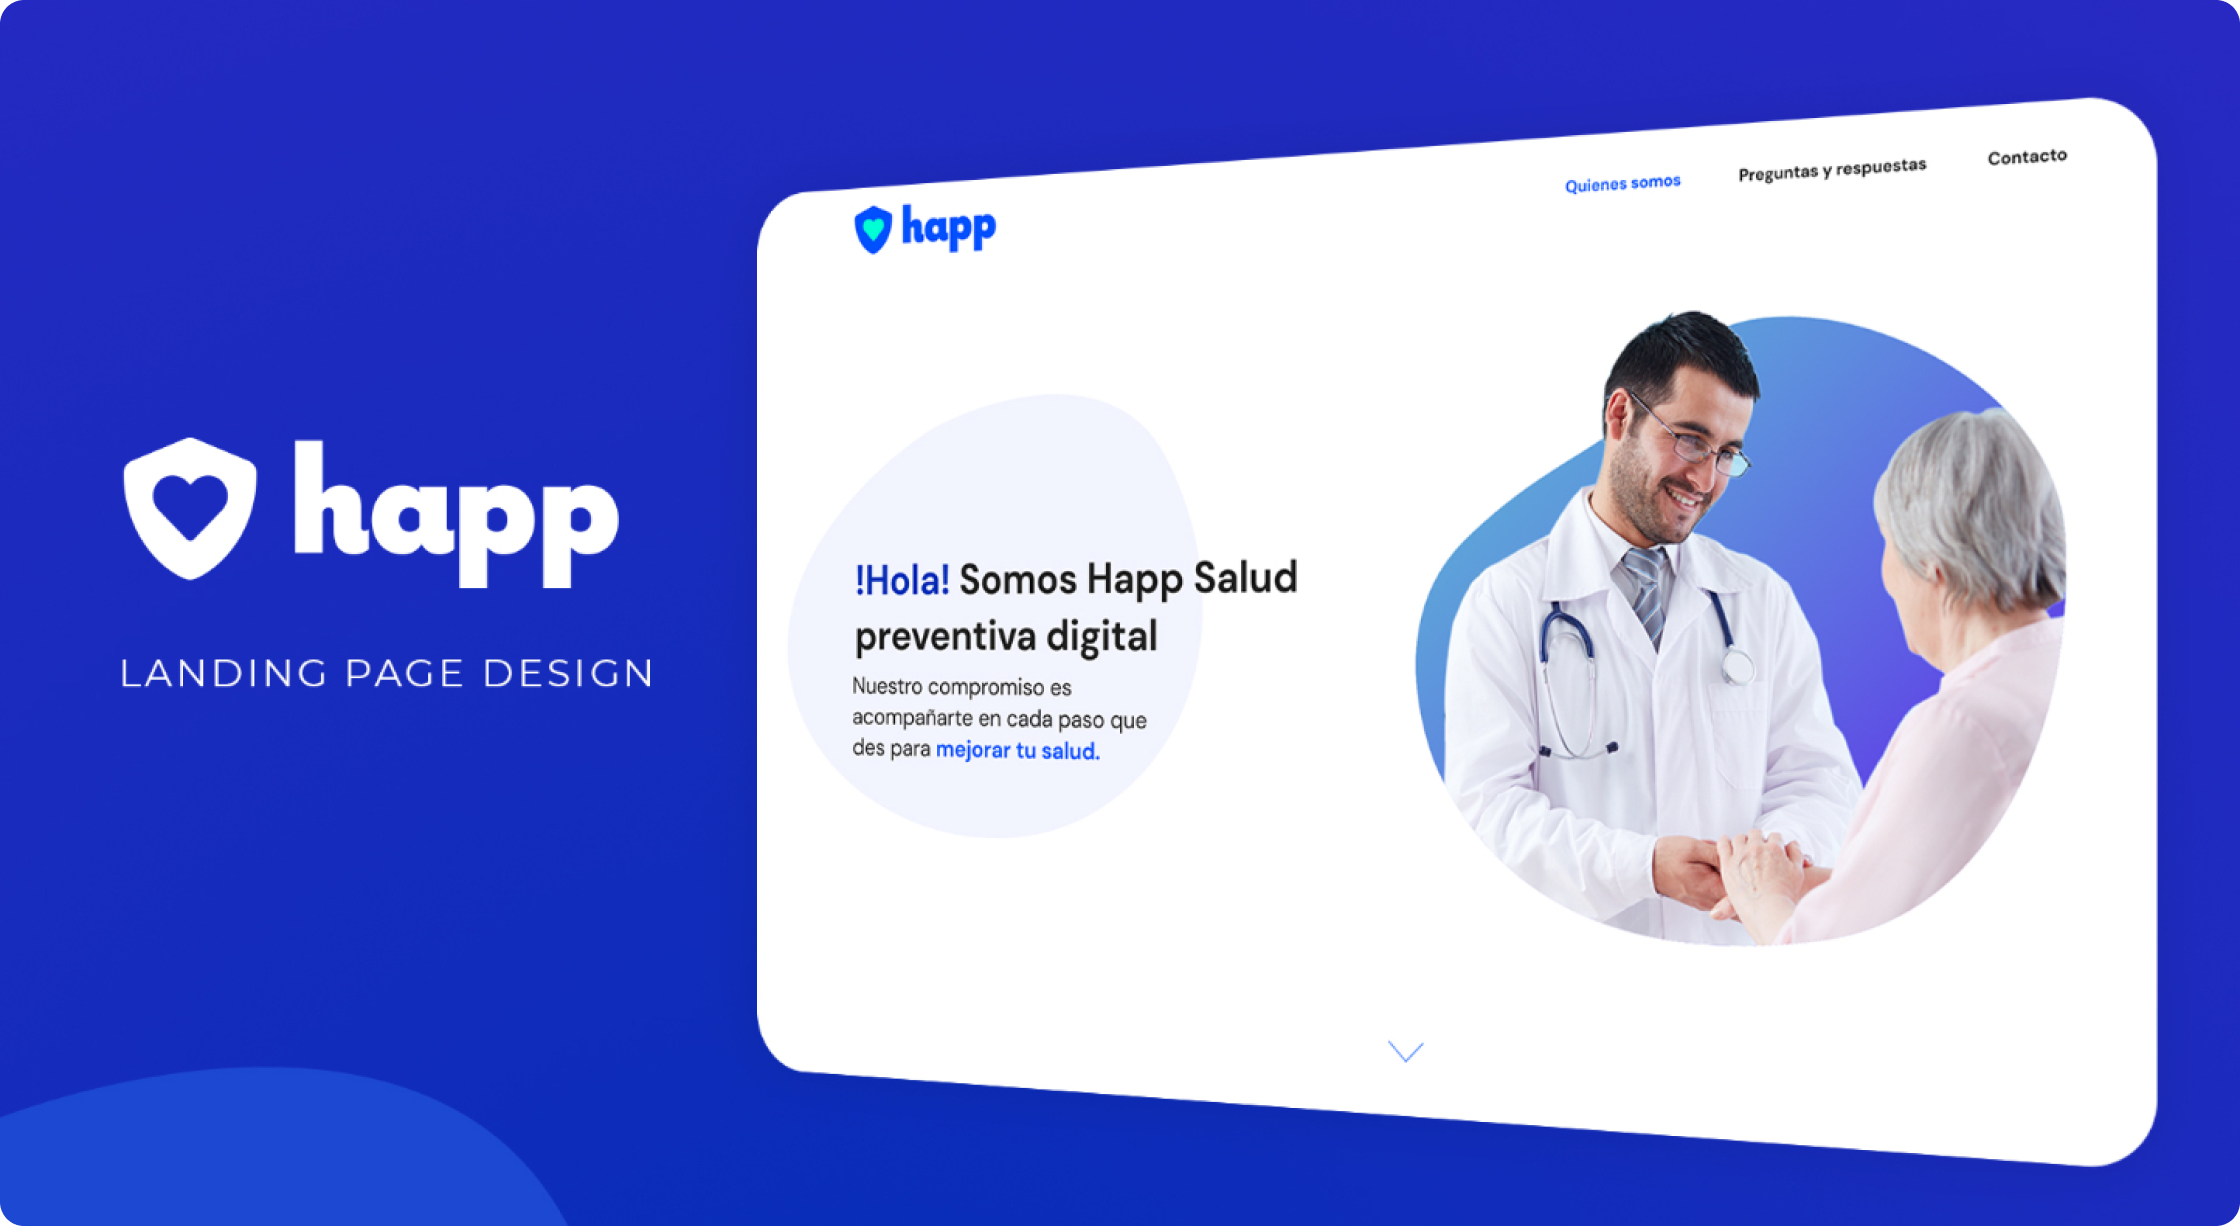 happ
LANDING PAGE DESIGN
happ
Quienes somos
Preguntas y respuestas
Contacto
!Hola! Somos Happ Salud
preventiva digital
Nuestro compromiso es
acompañarte en cada paso que
des para mejorar tu salud.